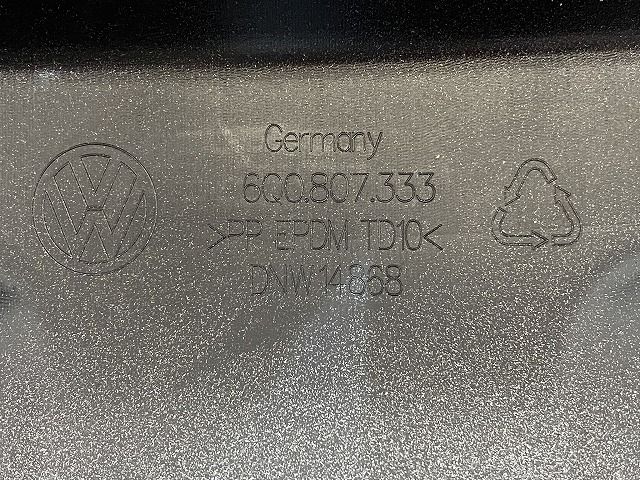 Germany
6Q0.807.333
>PP EPDM TD10<
DNW 14868